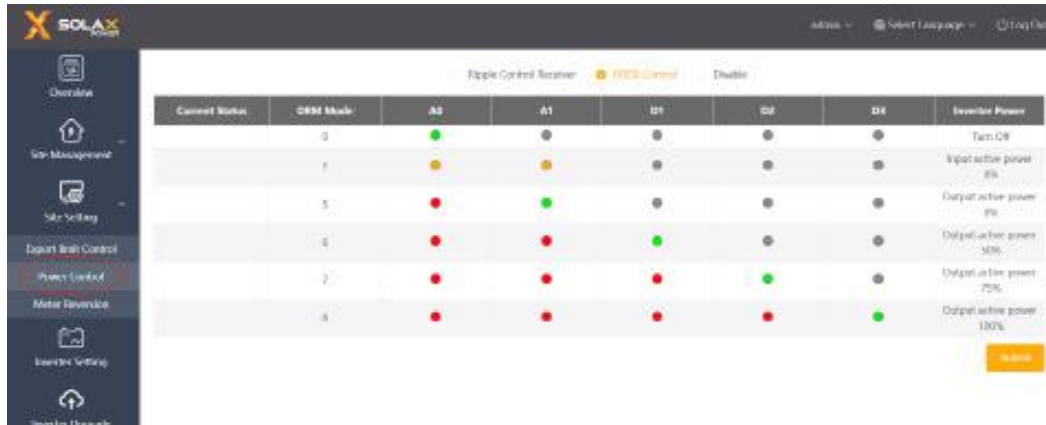 SOLAX
POWER
admin
Select Language
Log Ou
Overview
Site Management
Site Setting
Export limit Control
Power Control
Meter Reversion
Inverter Setting
Ripple Control Receiver
DRED Control
Disable
Current Status DRM Mode A0 A1 D1 D2 D3 Inverter Power
0 Turn Off
1 Input active power
0%
5 Output active power
0%
6 Output active power
50%
7 Output active power
75%
8 Output active power
100%
Submit